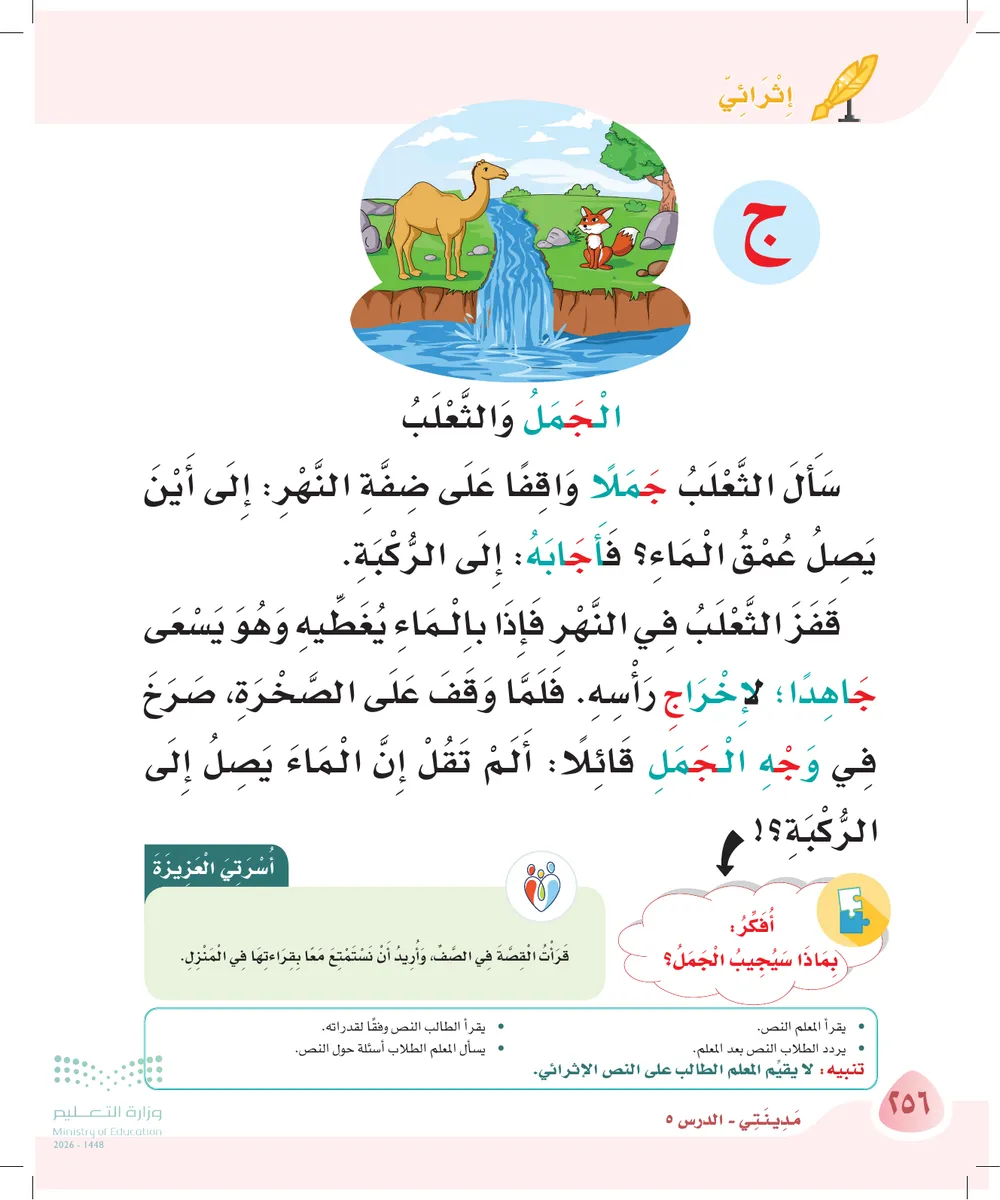 إِثْرَائِيّ
ج
الْجَمَلُ وَالثَّعْلَبُ
سَأَلَ الثَّعْلَبُ جَمَلًا وَاقِفًا عَلَى ضِفَّةِ النَّهْرِ: إِلَى أَيْنَ
يَصِلُ عُمْقُ الْمَاءِ؟ فَأَجَابَهُ: إِلَى الرُّكْبَةِ.
قَفَزَ الثَّعْلَبُ فِي النَّهْرِ فَإِذَا بِالْمَاءِ يُغَطِّيهِ وَهُوَ يَسْعَى
جَاهِدًا؛ لِإِخْرَاجِ رَأْسِهِ. فَلَمَّا وَقَفَ عَلَى الصَّخْرَةِ، صَرَخَ
فِي وَجْهِ الْجَمَلِ قَائِلًا: أَلَمْ تَقُلْ إِنَّ الْمَاءَ يَصِلُ إِلَى
الرُّكْبَةِ؟!
أُفَكِّرُ:
بِمَاذَا سَيُجِيبُ الْجَمَلُ؟
أُسْرَتِيَ الْعَزِيزَةَ
قَرَأْتُ الْقِصَّةَ فِي الصَّفِّ، وَأُرِيدُ أَنْ نَسْتَمْتِعَ مَعًا بِقِرَاءَتِهَا فِي الْمَنْزِلِ.
• يقرأ المعلم النص.
• يردد الطلاب النص بعد المعلم.
• يقرأ الطالب النص وفقًا لقدراته.
• يسأل المعلم الطلاب أسئلة حول النص.
تنبيه: لا يقيِّم المعلم الطالب على النص الإثرائي.
٢٥٦
مَدِينَتِي - الدرس ٥
وزارة التعـــليم
Ministry of Education
2026 - 1448